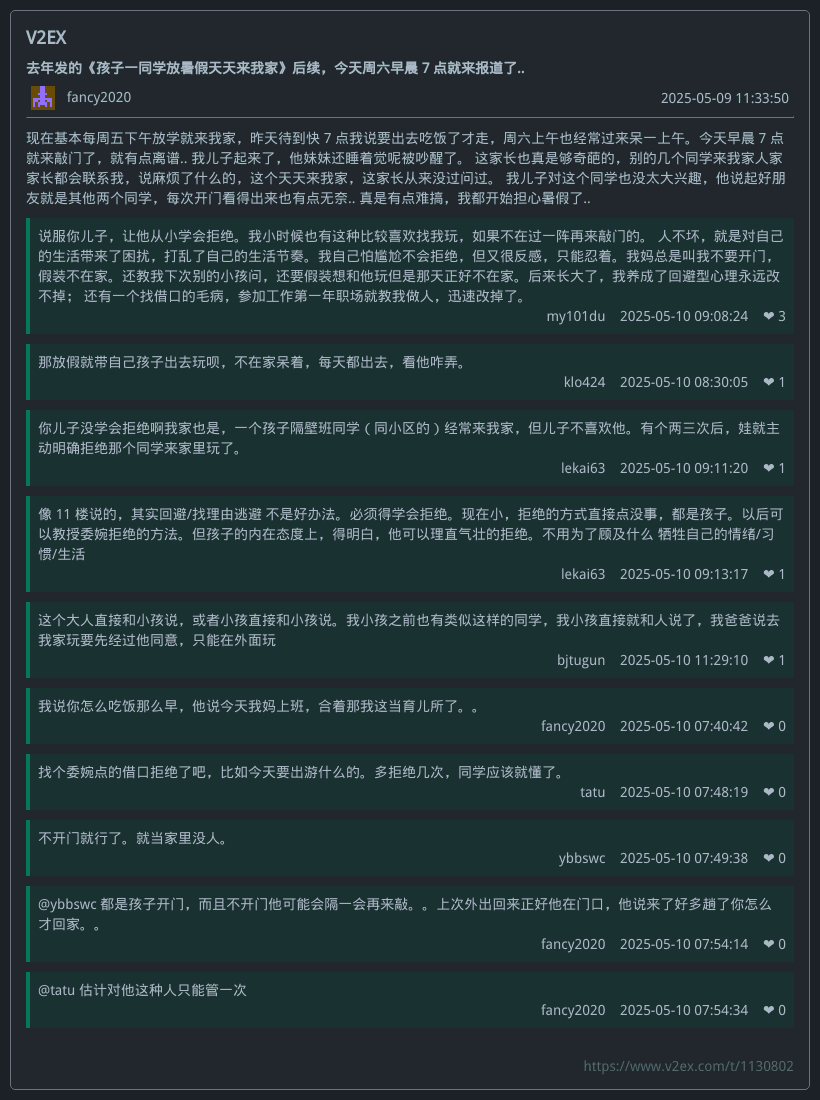 V2EX
去年发的《孩子一同学放暑假天天来我家》后续，今天周六早晨 7 点就来报道了..
fancy2020
2025-05-09 11:33:50
现在基本每周五下午放学就来我家，昨天待到快 7 点我说要出去吃饭了才走，周六上午也经常过来呆一上午。今天早晨 7 点
就来敲门了，就有点离谱.. 我儿子起来了，他妹妹还睡着觉呢被吵醒了。 这家长也真是够奇葩的，别的几个同学来我家人家
家长都会联系我，说麻烦了什么的，这个天天来我家，这家长从来没过问过。 我儿子对这个同学也没太大兴趣，他说起好朋
友就是其他两个同学，每次开门看得出来也有点无奈.. 真是有点难搞，我都开始担心暑假了..
说服你儿子，让他从小学会拒绝。我小时候也有这种比较喜欢找我玩，如果不在过一阵再来敲门的。 人不坏，就是对自己
的生活带来了困扰，打乱了自己的生活节奏。我自己怕尴尬不会拒绝，但又很反感，只能忍着。我妈总是叫我不要开门，
假装不在家。还教我下次别的小孩问，还要假装想和他玩但是那天正好不在家。后来长大了，我养成了回避型心理永远改
不掉； 还有一个找借口的毛病，参加工作第一年职场就教我做人，迅速改掉了。
my101du 2025-05-10 09:08:24 ❤ 3
那放假就带自己孩子出去玩呗，不在家呆着，每天都出去，看他咋弄。
klo424 2025-05-10 08:30:05 ❤ 1
你儿子没学会拒绝啊我家也是，一个孩子隔壁班同学（同小区的）经常来我家，但儿子不喜欢他。有个两三次后，娃就主
动明确拒绝那个同学来家里玩了。
lekai63 2025-05-10 09:11:20 ❤ 1
像 11 楼说的，其实回避/找理由逃避 不是好办法。必须得学会拒绝。现在小，拒绝的方式直接点没事，都是孩子。以后可
以教授委婉拒绝的方法。但孩子的内在态度上，得明白，他可以理直气壮的拒绝。不用为了顾及什么 牺牲自己的情绪/习
惯/生活
lekai63 2025-05-10 09:13:17 ❤ 1
这个大人直接和小孩说，或者小孩直接和小孩说。我小孩之前也有类似这样的同学，我小孩直接就和人说了，我爸爸说去
我家玩要先经过他同意，只能在外面玩
bjtugun 2025-05-10 11:29:10 ❤ 1
我说你怎么吃饭那么早，他说今天我妈上班，合着那我这当育儿所了。。
fancy2020 2025-05-10 07:40:42 ❤ 0
找个委婉点的借口拒绝了吧，比如今天要出游什么的。多拒绝几次，同学应该就懂了。
tatu 2025-05-10 07:48:19 ❤ 0
不开门就行了。就当家里没人。
ybbswc 2025-05-10 07:49:38 ❤ 0
@ybbswc 都是孩子开门，而且不开门他可能会隔一会再来敲。。上次外出回来正好他在门口，他说来了好多趟了你怎么
才回家。。
fancy2020 2025-05-10 07:54:14 ❤ 0
@tatu 估计对他这种人只能管一次
fancy2020 2025-05-10 07:54:34 ❤ 0
https://www.v2ex.com/t/1130802